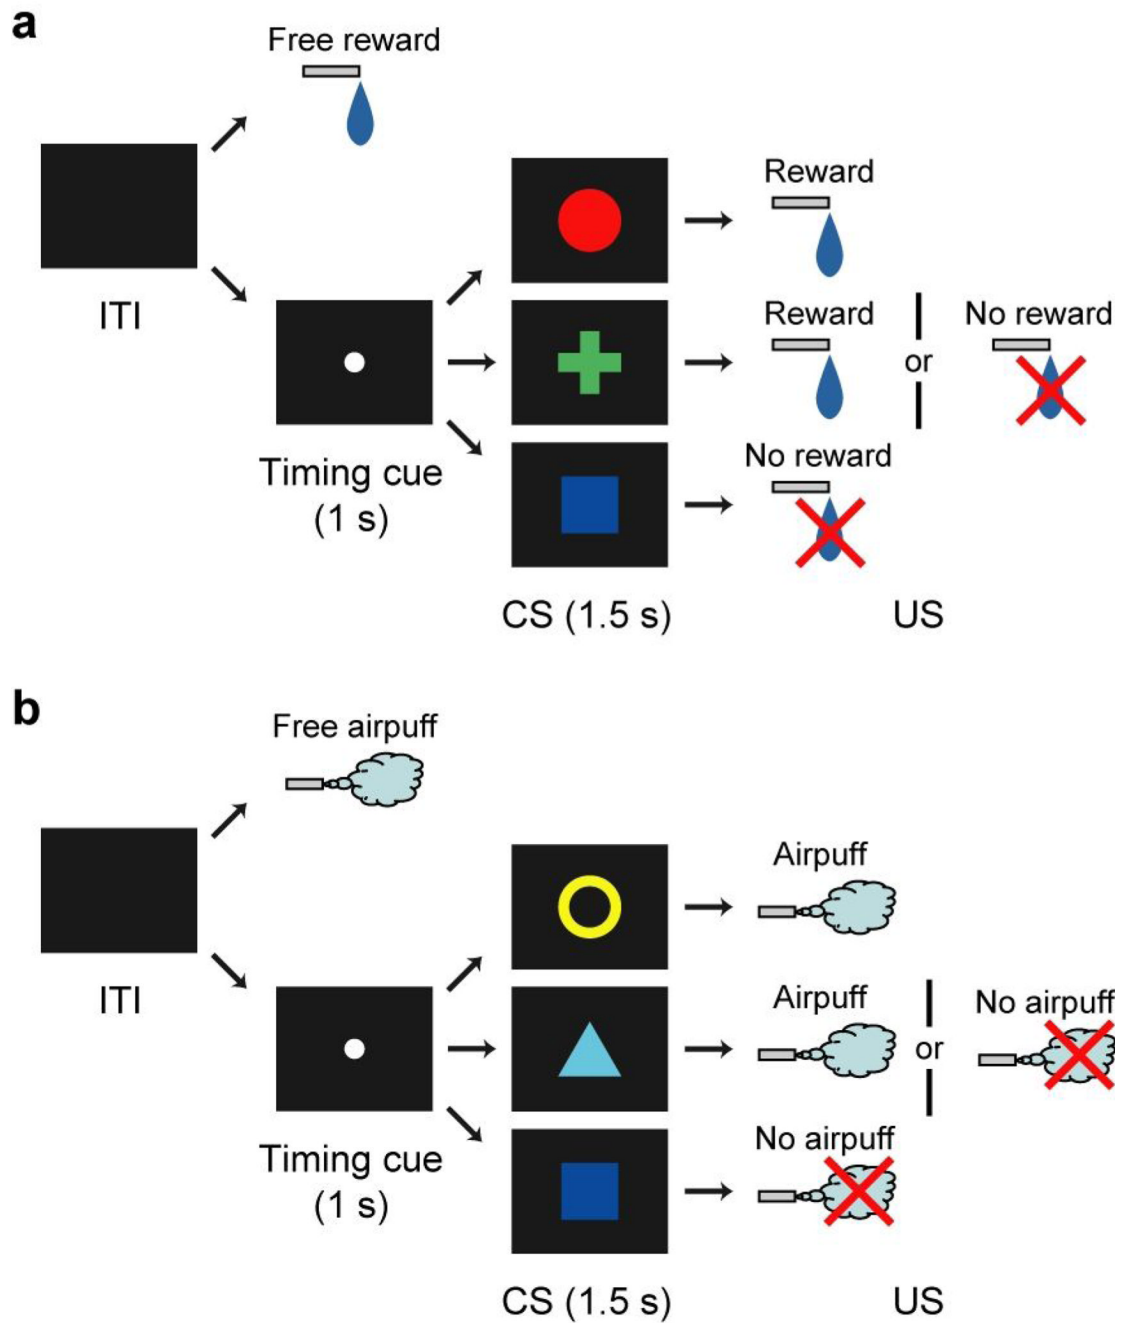 a
Free reward
ITI
Timing cue
(1 s)
Reward
Reward
or
No reward
No reward
CS (1.5 s)
US
b
Free airpuff
ITI
Timing cue
(1 s)
Airpuff
Airpuff
or
No airpuff
No airpuff
CS (1.5 s)
US